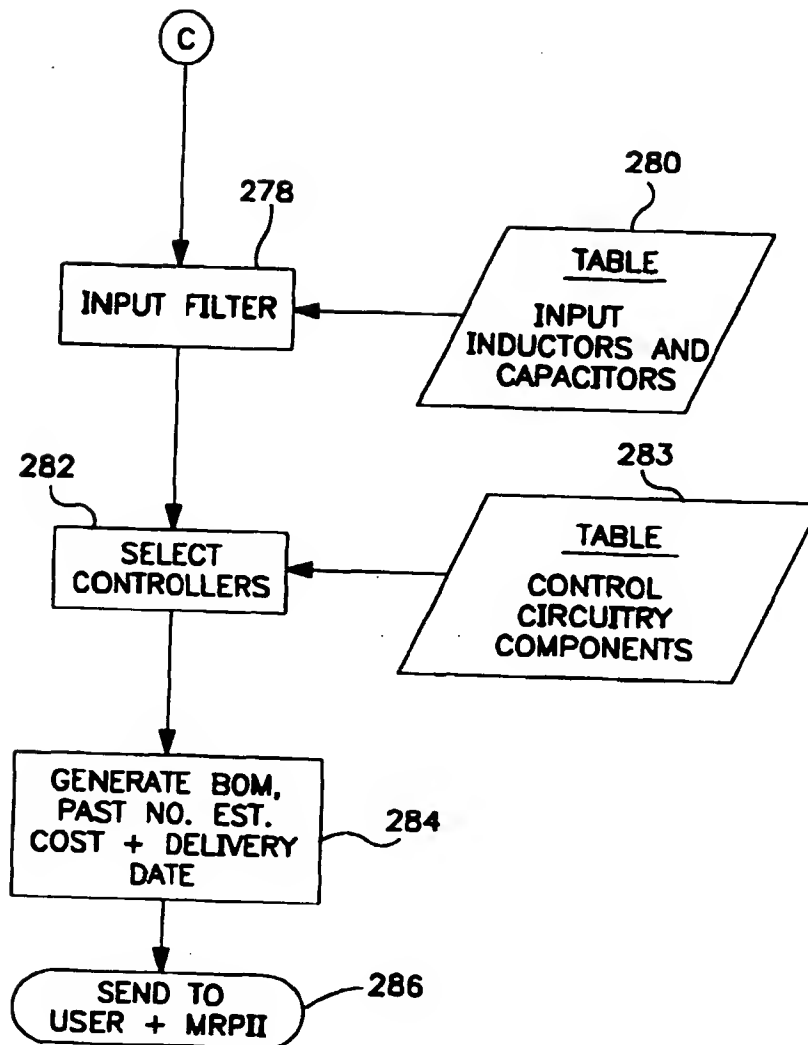 C
278
INPUT FILTER
280
TABLE
INPUT
INDUCTORS AND
CAPACITORS
282
SELECT
CONTROLLERS
283
TABLE
CONTROL
CIRCUITRY
COMPONENTS
GENERATE BOM,
PAST NO. EST.
COST + DELIVERY
DATE
284
SEND TO
USER + MRPII
286